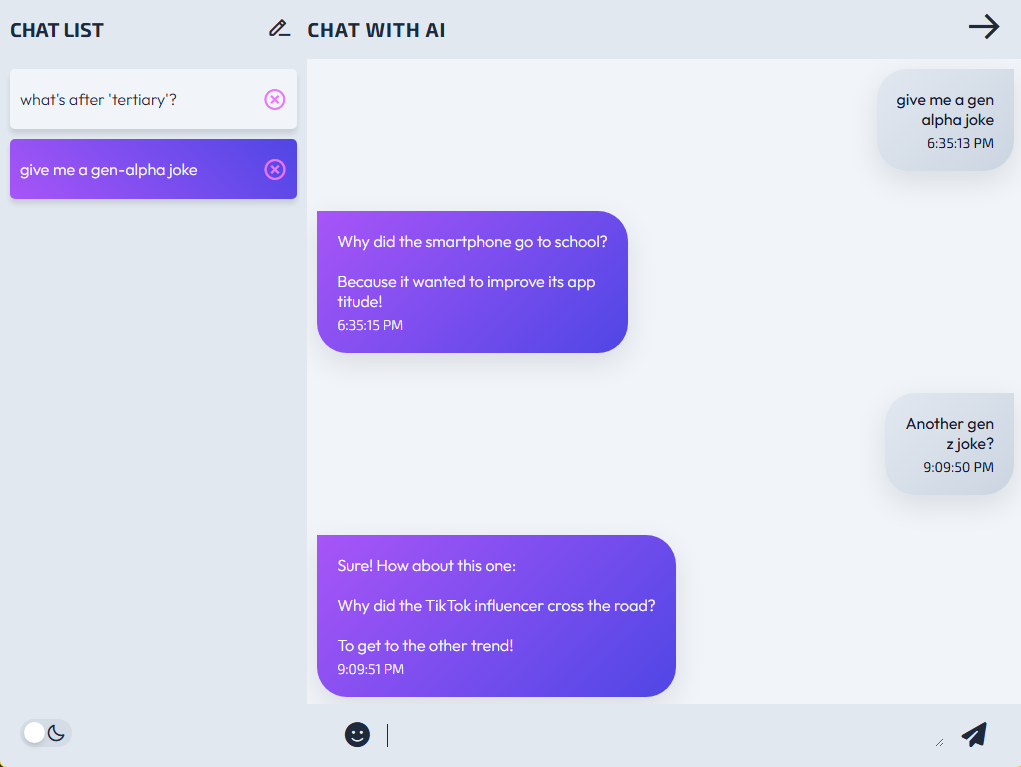 CHAT LIST
CHAT WITH AI
what's after 'tertiary'?
give me a gen-alpha joke
give me a gen
alpha joke
6:35:13 PM
Why did the smartphone go to school?
Because it wanted to improve its app
titude!
6:35:15 PM
Another gen
z joke?
9:09:50 PM
Sure! How about this one:
Why did the TikTok influencer cross the road?
To get to the other trend!
9:09:51 PM